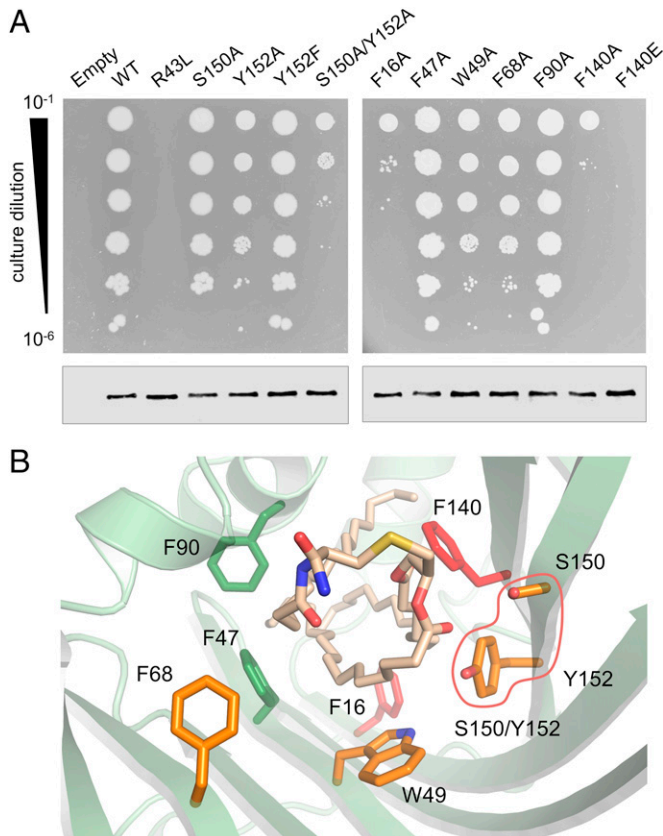 A
Empty
WT
R43L
S150A
Y152A
Y152F
S150A/Y152A
F16A
F47A
W49A
F68A
F90A
F140A
F140E
10-1
culture dilution
10-6
B
F90
F140
S150
F47
F68
F16
Y152
S150/Y152
W49